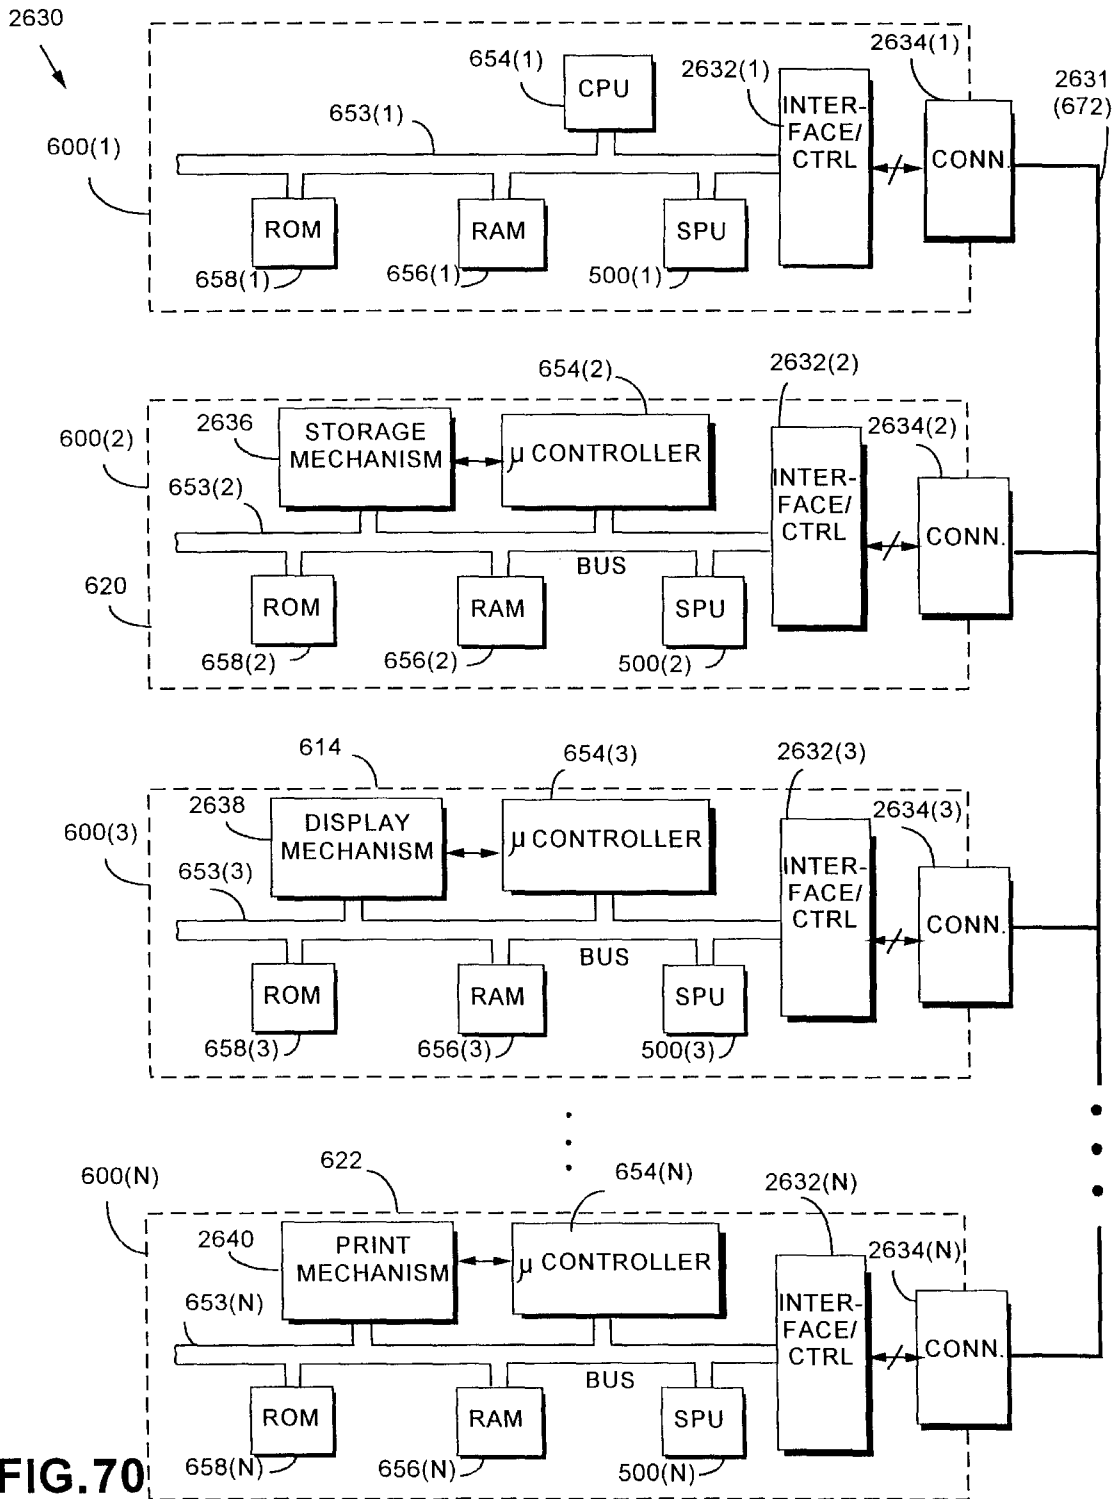 2630
2634(1)
654(1)
2632(1)
2631
(672)
CPU
INTER-
FACE/
CTRL
653(1)
600(1)
CONN.
ROM
RAM
SPU
658(1)
656(1)
500(1)
654(2)
2632(2)
2634(2)
600(2)
2636
STORAGE
MECHANISM
μ CONTROLLER
653(2)
INTER-
FACE/
CTRL
CONN.
BUS
620
ROM
RAM
SPU
658(2)
656(2)
500(2)
614
654(3)
2632(3)
2634(3)
2638
600(3)
DISPLAY
MECHANISM
μ CONTROLLER
653(3)
INTER-
FACE/
CTRL
CONN.
BUS
ROM
RAM
SPU
658(3)
656(3)
500(3)
622
654(N)
2632(N)
600(N)
2634(N)
2640
PRINT
MECHANISM
μ CONTROLLER
653(N)
INTER-
FACE/
CTRL
CONN.
BUS
ROM
RAM
SPU
658(N)
656(N)
500(N)
FIG.70